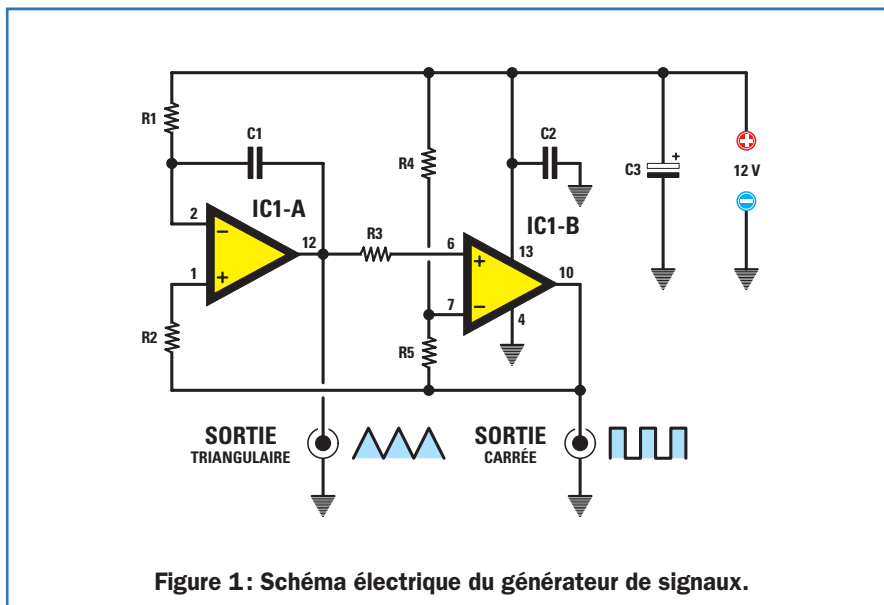 R1
C1
R4
C2
C3
+
12 V
IC1-A
IC1-B
2
−
12
R3
6
+
13
10
1
+
7
−
4
R2
R5
SORTIE
TRIANGULAIRE
SORTIE
CARRÉE
Figure 1: Schéma électrique du générateur de signaux.